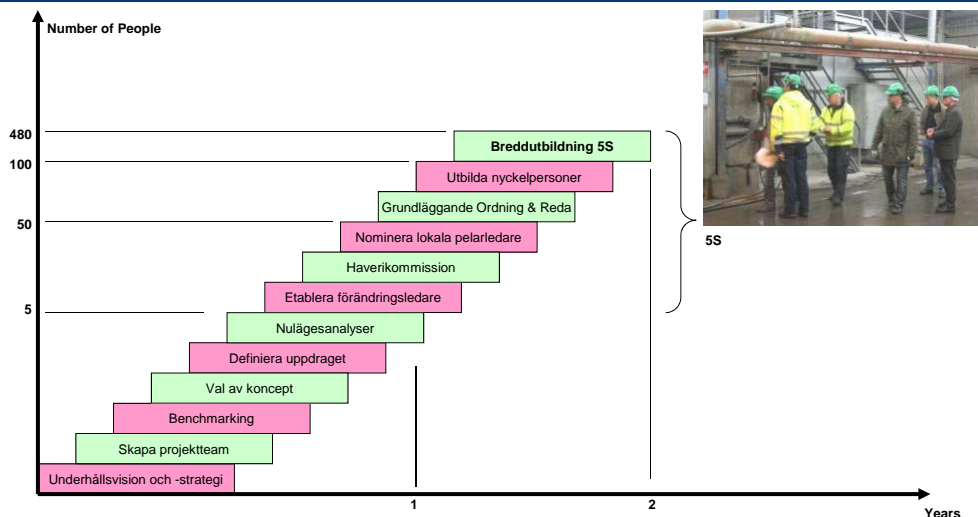 Number of People
480
Breddutbildning 5S
100
Utbilda nyckelpersoner
Grundläggande Ordning & Reda
50
Nominera lokala pelarledare
5S
Haverikommission
Etablera förändringsledare
5
Nulägesanalyser
Definiera uppdraget
Val av koncept
Benchmarking
Skapa projektteam
Underhållsvision och -strategi
1
2
Years